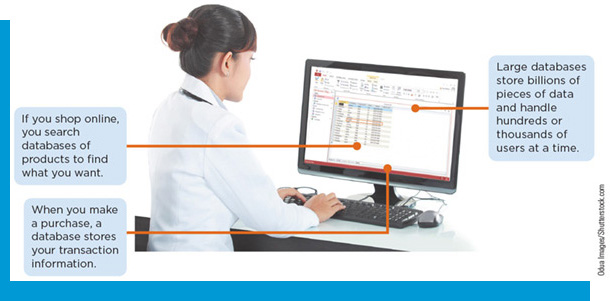 If you shop online,
you search
databases of
products to find
what you want.
When you make
a purchase, a
database stores
your transaction
information.
Large databases
store billions of
pieces of data
and handle
hundreds or
thousands of
users at a time.
Odua Images/Shutterstock.com